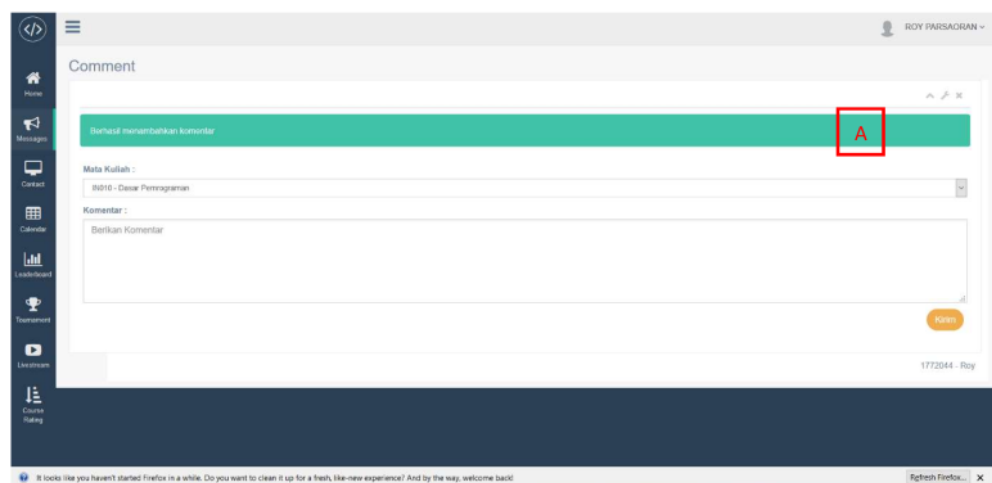 </>
ROY PARSAORAN
Comment
Home
Messages
Berhasil menambahkan komentar
A
Mata Kuliah :
Contact
IN010 - Dasar Pemrograman
Komentar :
Calendar
Berikan Komentar
Leaderboard
Tournament
Kirim
Livestream
1772044 - Roy
Course
Rating
It looks like you haven't started Firefox in a while. Do you want to clean it up for a fresh, like-new experience? And by the way, welcome back!
Refresh Firefox...